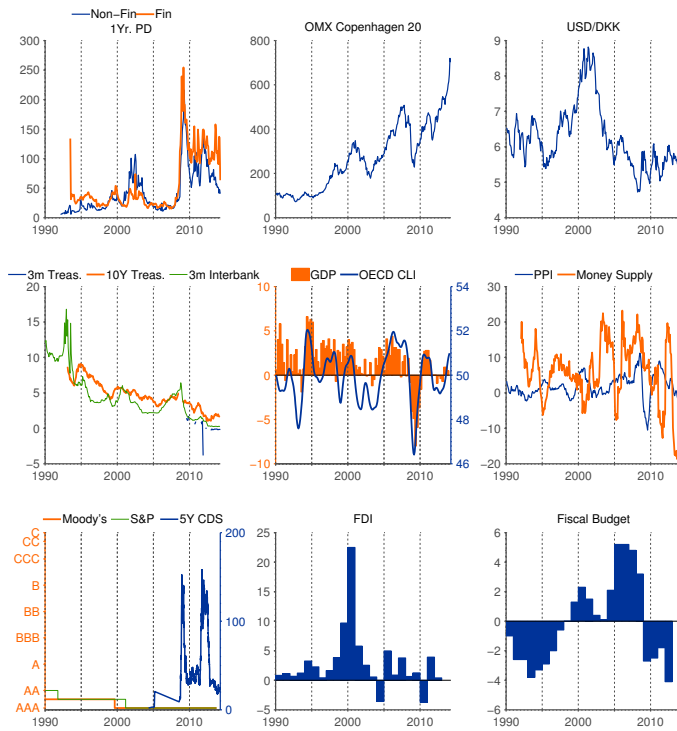 Non−Fin Fin
1Yr. PD OMX Copenhagen 20 USD/DKK
300 800 9
250 8
200 600 7
150 400 6
100 200 5
50
0 0 4
1990 2000 2010 1990 2000 2010 1990 2000 2010
3m Treas. 10Y Treas. 3m Interbank GDP OECD CLI PPI Money Supply
20 10 54 30
15 5 52 20
10 0 50 10
5 −5 48 0
0 −10
−5 −10 46 −20
1990 2000 2010 1990 2000 2010 1990 2000 2010
Moody's S&P 5Y CDS FDI Fiscal Budget
C 200 25 6
CC 20 4
CCC 15 2
B 100 10 0
BB 5 −2
BBB 0 −4
A
AA
AAA 0 −5 −6
1990 2000 2010 1990 2000 2010 1990 2000 2010